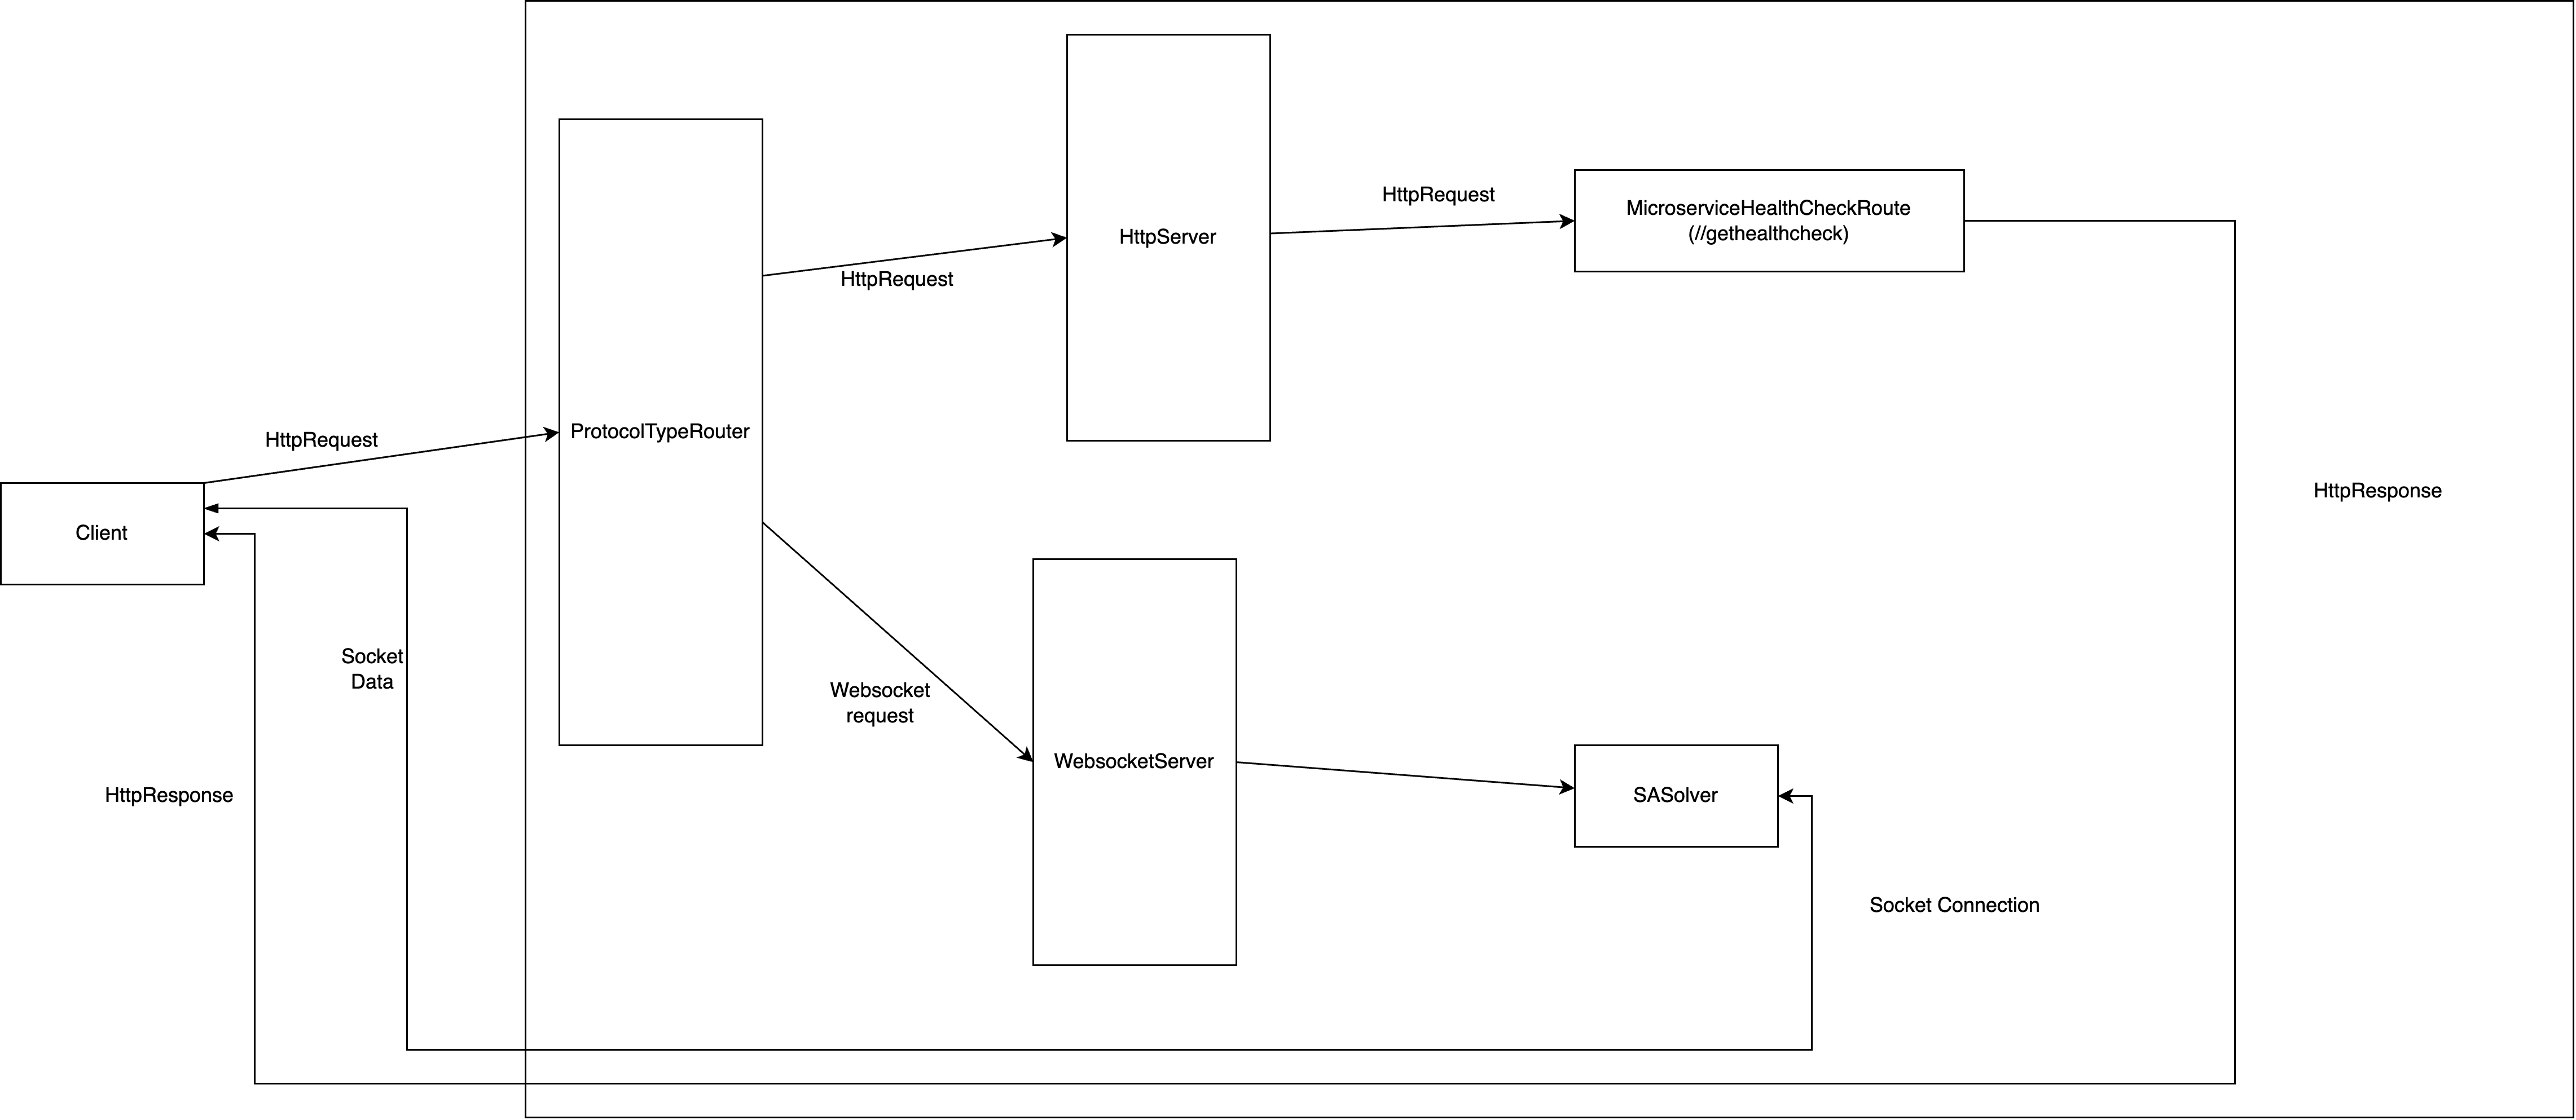 HttpServer
HttpRequest
MicroserviceHealthCheckRoute
(//gethealthcheck)
HttpRequest
ProtocolTypeRouter
HttpRequest
HttpResponse
Client
Socket
Data
Websocket
request
WebsocketServer
HttpResponse
SASolver
Socket Connection